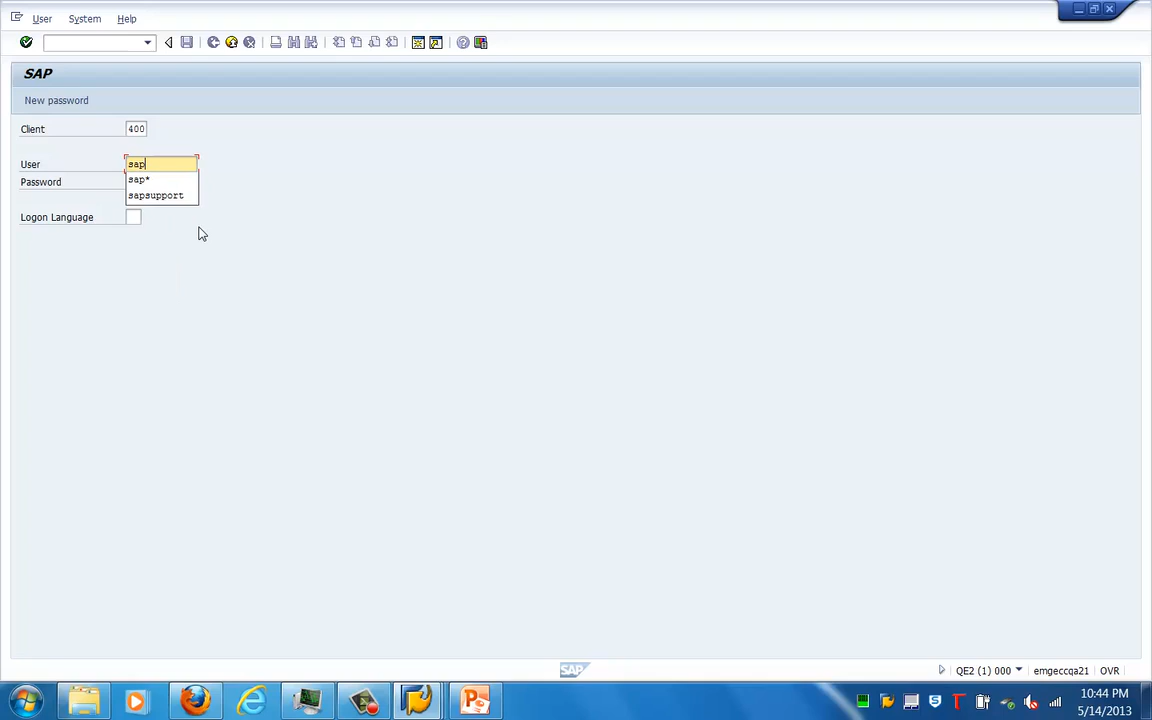 User System Help
SAP
New password
Client 400
User sap
sap*
Password
sapsupport
Logon Language
SAP
QE2 (1) 000 emgeccqa21 OVR
10:44 PM
5/14/2013